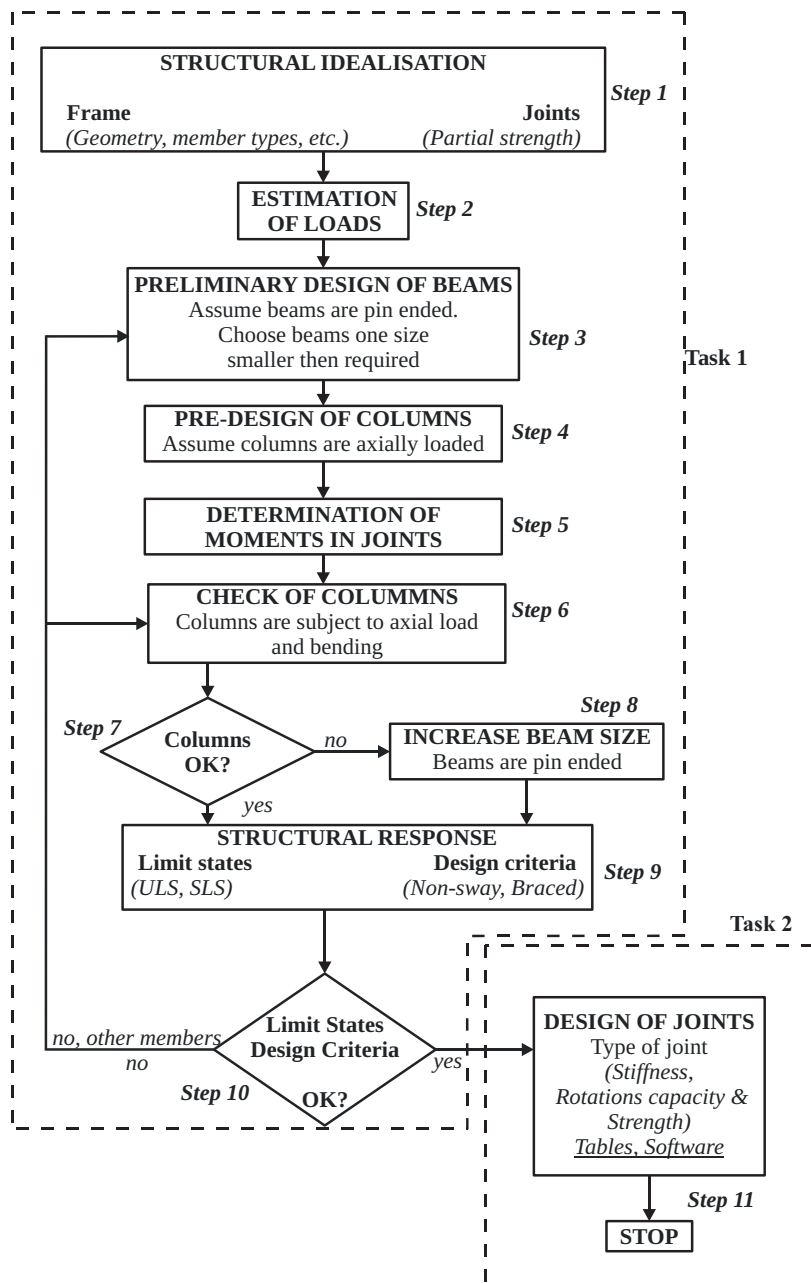 STRUCTURAL IDEALISATION
Step 1
Frame Joints
(Geometry, member types, etc.) (Partial strength)
ESTIMATION
OF LOADS
Step 2
PRELIMINARY DESIGN OF BEAMS
Assume beams are pin ended.
Choose beams one size
smaller then required
Step 3
Task 1
PRE-DESIGN OF COLUMNS
Assume columns are axially loaded
Step 4
DETERMINATION OF
MOMENTS IN JOINTS
Step 5
CHECK OF COLUMMNS
Columns are subject to axial load
and bending
Step 6
Step 7
Columns
OK?
no
yes
Step 8
INCREASE BEAM SIZE
Beams are pin ended
STRUCTURAL RESPONSE
Limit states Design criteria
(ULS, SLS) (Non-sway, Braced)
Step 9
Task 2
Limit States
Design Criteria
OK?
no, other members
no
yes
Step 10
DESIGN OF JOINTS
Type of joint
(Stiffness,
Rotations capacity &
Strength)
Tables, Software
Step 11
STOP